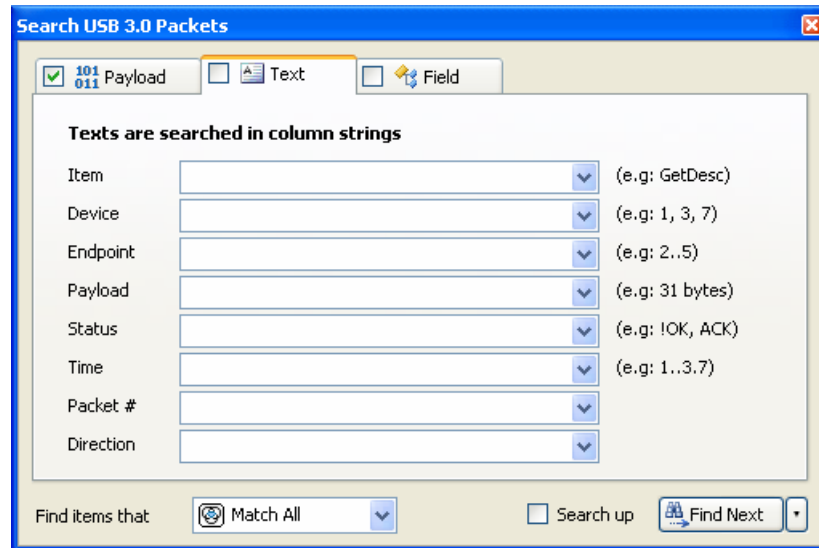 Search USB 3.0 Packets
101 011 Payload Text Field
Texts are searched in column strings
Item (e.g: GetDesc)
Device (e.g: 1, 3, 7)
Endpoint (e.g: 2..5)
Payload (e.g: 31 bytes)
Status (e.g: !OK, ACK)
Time (e.g: 1..3.7)
Packet #
Direction
Find items that Match All Search up Find Next